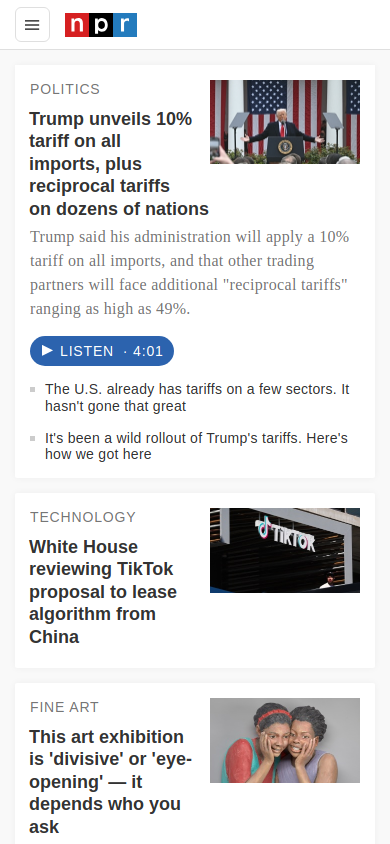 npr
POLITICS
Trump unveils 10%
tariff on all
imports, plus
reciprocal tariffs
on dozens of nations
Trump said his administration will apply a 10%
tariff on all imports, and that other trading
partners will face additional "reciprocal tariffs"
ranging as high as 49%.
LISTEN · 4:01
The U.S. already has tariffs on a few sectors. It
hasn't gone that great
It's been a wild rollout of Trump's tariffs. Here's
how we got here
TECHNOLOGY
White House
reviewing TikTok
proposal to lease
algorithm from
China
TikTok
FINE ART
This art exhibition
is 'divisive' or 'eye-
opening' — it
depends who you
ask